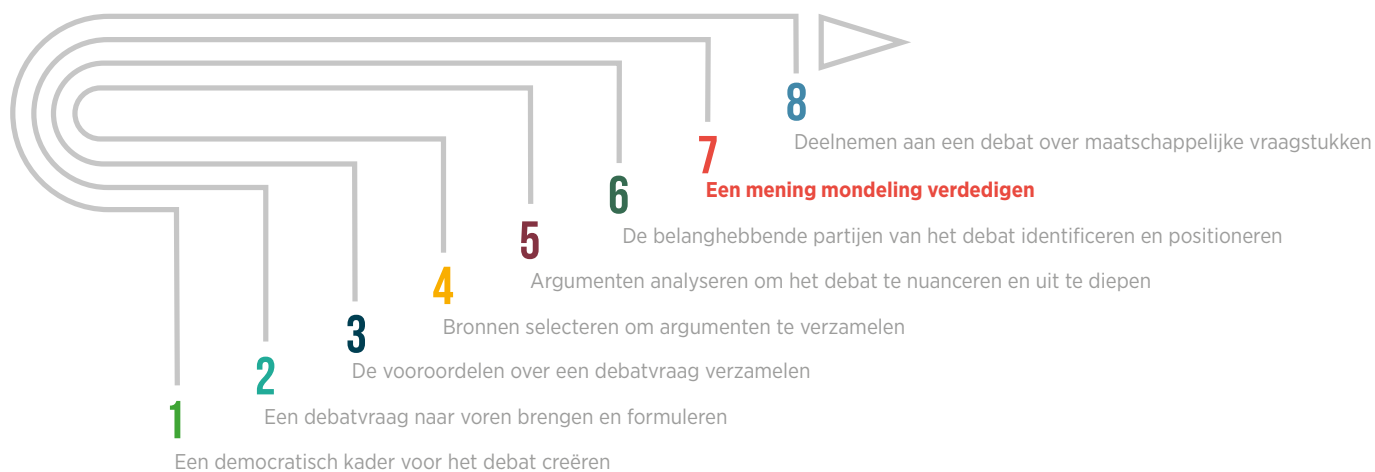 8
Deelnemen aan een debat over maatschappelijke vraagstukken
7
Een mening mondeling verdedigen
6
De belanghebbende partijen van het debat identificeren en positioneren
5
Argumenten analyseren om het debat te nuanceren en uit te diepen
4
Bronnen selecteren om argumenten te verzamelen
3
De vooroordelen over een debatvraag verzamelen
2
Een debatvraag naar voren brengen en formuleren
1
Een democratisch kader voor het debat creëren